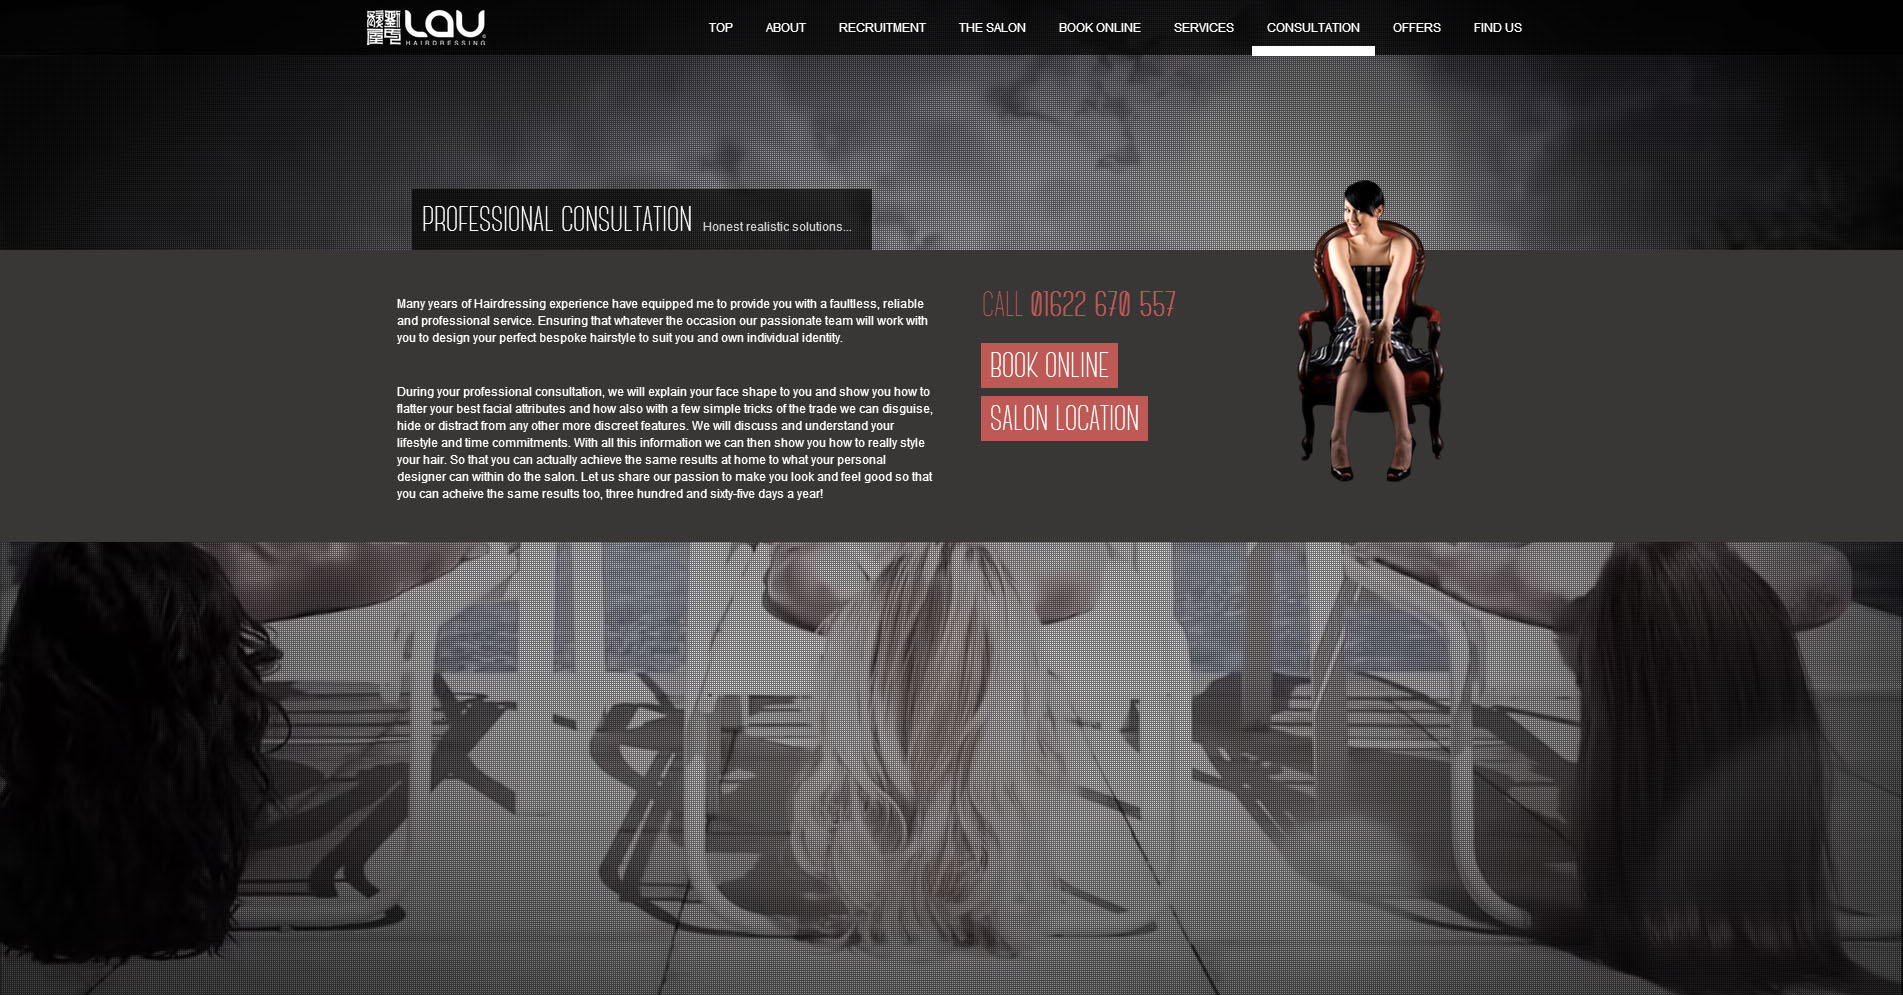 LAU
HAIRDRESSING
TOP ABOUT RECRUITMENT THE SALON BOOK ONLINE SERVICES CONSULTATION OFFERS FIND US
PROFESSIONAL CONSULTATION Honest realistic solutions...
Many years of Hairdressing experience have equipped me to provide you with a faultless, reliable
and professional service. Ensuring that whatever the occasion our passionate team will work with
you to design your perfect bespoke hairstyle to suit you and own individual identity.
During your professional consultation, we will explain your face shape to you and show you how to
flatter your best facial attributes and how also with a few simple tricks of the trade we can disguise,
hide or distract from any other more discreet features. We will discuss and understand your
lifestyle and time commitments. With all this information we can then show you how to really style
your hair. So that you can actually achieve the same results at home to what your personal
designer can within do the salon. Let us share our passion to make you look and feel good so that
you can acheive the same results too, three hundred and sixty-five days a year!
CALL 01622 670 557
BOOK ONLINE
SALON LOCATION